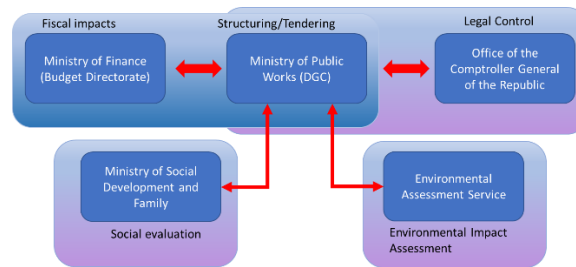 Fiscal impacts
Structuring/Tendering
Legal Control
Ministry of Finance
(Budget Directorate)
Ministry of Public
Works (DGC)
Office of the
Comptroller General
of the Republic
Ministry of Social
Development and
Family
Social evaluation
Environmental
Assessment Service
Environmental Impact
Assessment